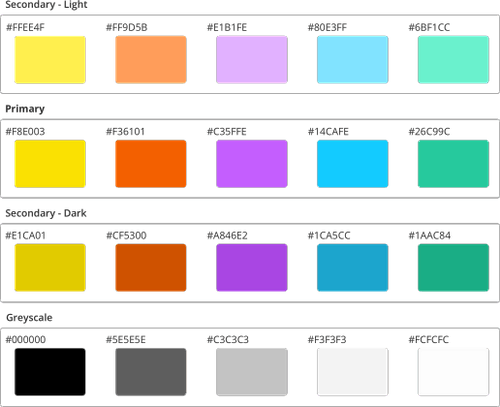 Secondary - Light
#FFEE4F #FF9D5B #E1B1FE #80E3FF #6BF1CC
Primary
#F8E003 #F36101 #C35FFE #14CAFE #26C99C
Secondary - Dark
#E1CA01 #CF5300 #A846E2 #1CA5CC #1AAC84
Greyscale
#000000 #5E5E5E #C3C3C3 #F3F3F3 #FCFCFC